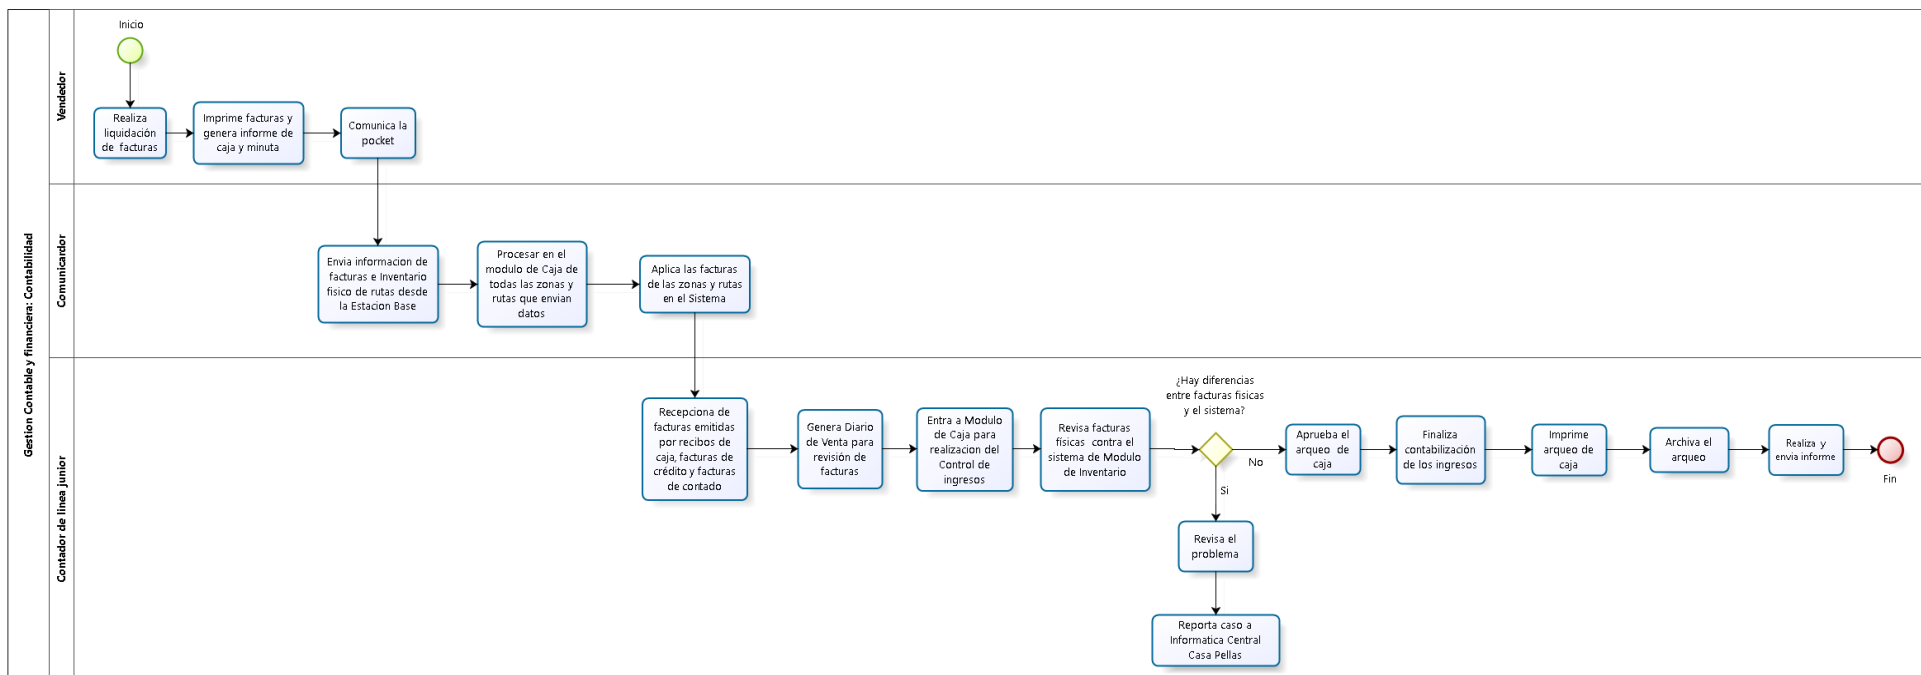 Gestion Contable y financiera: Contabilidad
Vendedor
Inicio
Realiza
liquidación
de facturas
Imprime facturas y
genera informe de
caja y minuta
Comunica la
pocket
Comunicardor
Envia informacion de
facturas e Inventario
fisico de rutas desde
la Estacion Base
Procesar en el
modulo de Caja de
todas las zonas y
rutas que envian
datos
Aplica las facturas
de las zonas y rutas
en el Sistema
Contador de linea junior
Recepciona de
facturas emitidas
por recibos de
caja, facturas de
crédito y facturas
de contado
Genera Diario
de Venta para
revisión de
facturas
Entra a Modulo
de Caja para
realizacion del
Control de
ingresos
Revisa facturas
físicas contra el
sistema de Modulo
de Inventario
¿Hay diferencias
entre facturas fisicas
y el sistema?
No
Si
Aprueba el
arqueo de
caja
Finaliza
contabilización
de los ingresos
Imprime
arqueo de
caja
Archiva el
arqueo
Realiza y
envia informe
Fin
Revisa el
problema
Reporta caso a
Informatica Central
Casa Pellas